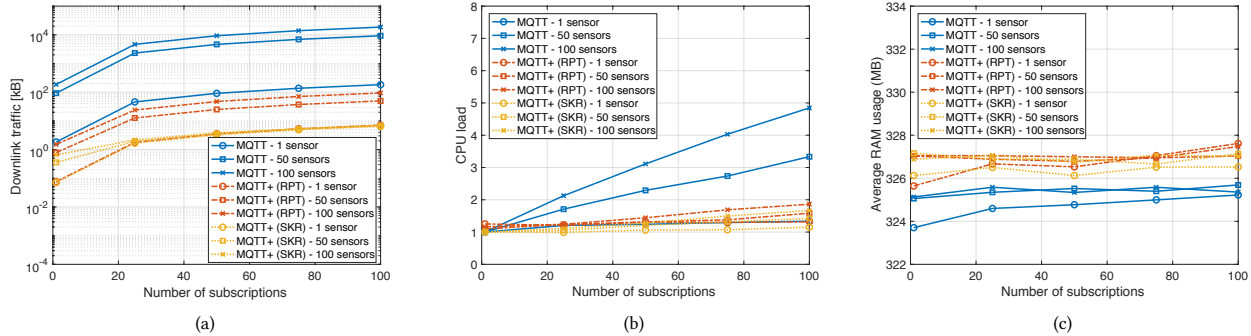 10^4
10^2
10^0
10^-2
10^-4
Downlink traffic [kB]
MQTT - 1 sensor
MQTT - 50 sensors
MQTT - 100 sensors
MQTT+ (RPT) - 1 sensor
MQTT+ (RPT) - 50 sensors
MQTT+ (RPT) - 100 sensors
MQTT+ (SKR) - 1 sensor
MQTT+ (SKR) - 50 sensors
MQTT+ (SKR) - 100 sensors
0 20 40 60 80 100
Number of subscriptions
(a)
8
7
6
5
4
3
2
1
0
CPU load
MQTT - 1 sensor
MQTT - 50 sensors
MQTT - 100 sensors
MQTT+ (RPT) - 1 sensor
MQTT+ (RPT) - 50 sensors
MQTT+ (RPT) - 100 sensors
MQTT+ (SKR) - 1 sensor
MQTT+ (SKR) - 50 sensors
MQTT+ (SKR) - 100 sensors
0 20 40 60 80 100
Number of subscriptions
(b)
334
332
330
328
326
324
322
Average RAM usage (MB)
MQTT - 1 sensor
MQTT - 50 sensors
MQTT - 100 sensors
MQTT+ (RPT) - 1 sensor
MQTT+ (RPT) - 50 sensors
MQTT+ (RPT) - 100 sensors
MQTT+ (SKR) - 1 sensor
MQTT+ (SKR) - 50 sensors
MQTT+ (SKR) - 100 sensors
0 20 40 60 80 100
Number of subscriptions
(c)